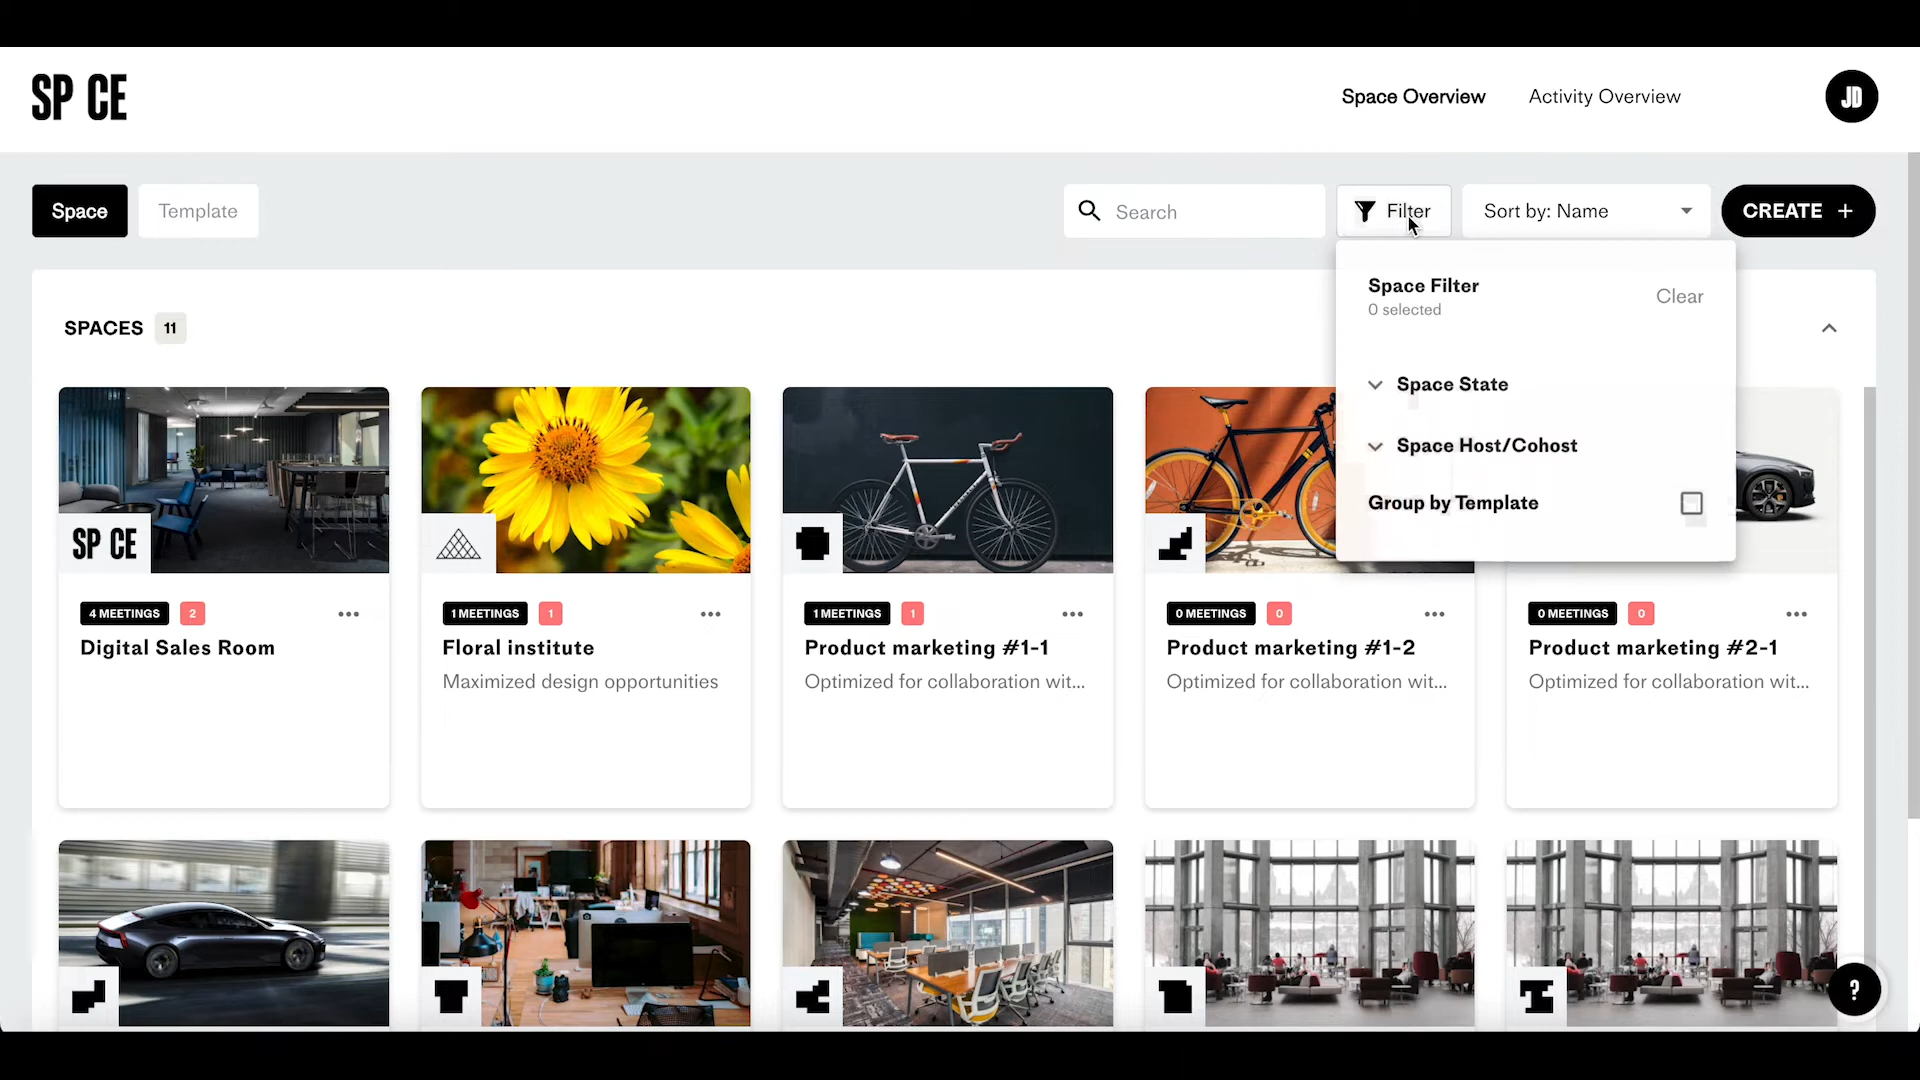 SP CE
Space Overview
Activity Overview
JD
Space
Template
Search
Filter
Sort by: Name
CREATE +
Space Filter
0 selected
Clear
Space State
Space Host/Cohost
Group by Template
SPACES 11
SP CE
4 MEETINGS 2
Digital Sales Room
1 MEETINGS 1
Floral institute
Maximized design opportunities
1 MEETINGS 1
Product marketing #1-1
Optimized for collaboration wit...
0 MEETINGS 0
Product marketing #1-2
Optimized for collaboration wit...
0 MEETINGS 0
Product marketing #2-1
Optimized for collaboration wit...
?